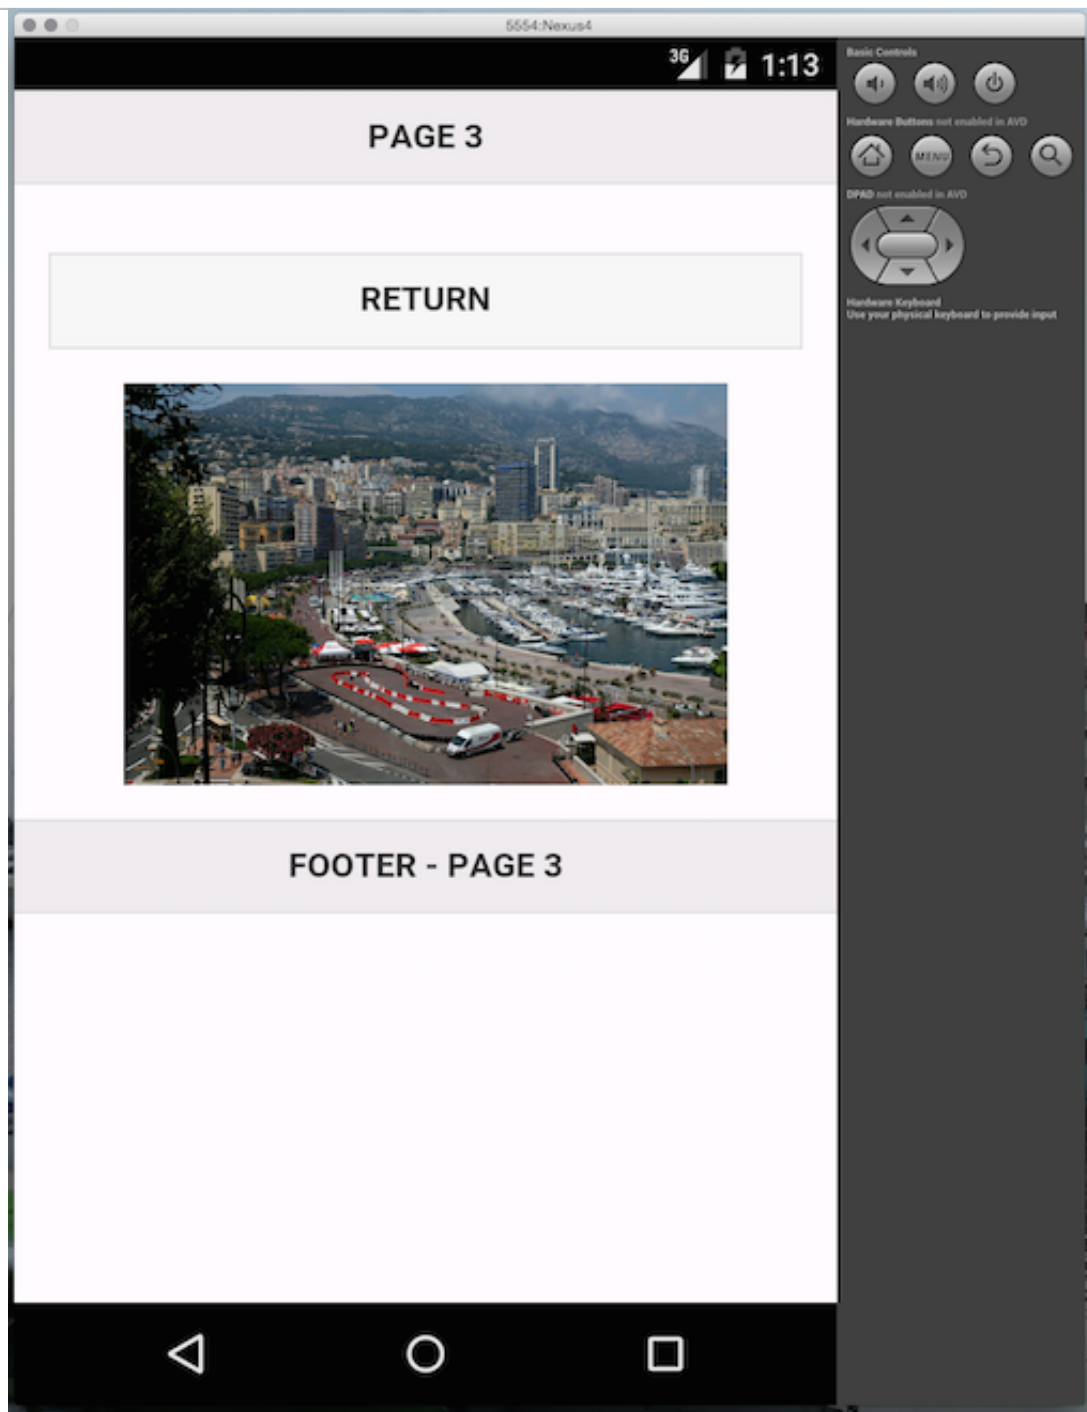 5554:Nexus4
3G 1:13
PAGE 3
RETURN
FOOTER - PAGE 3
Basic Controls
Hardware Buttons not enabled in AVD
MENU
DPAD not enabled in AVD
Hardware Keyboard
Use your physical keyboard to provide input